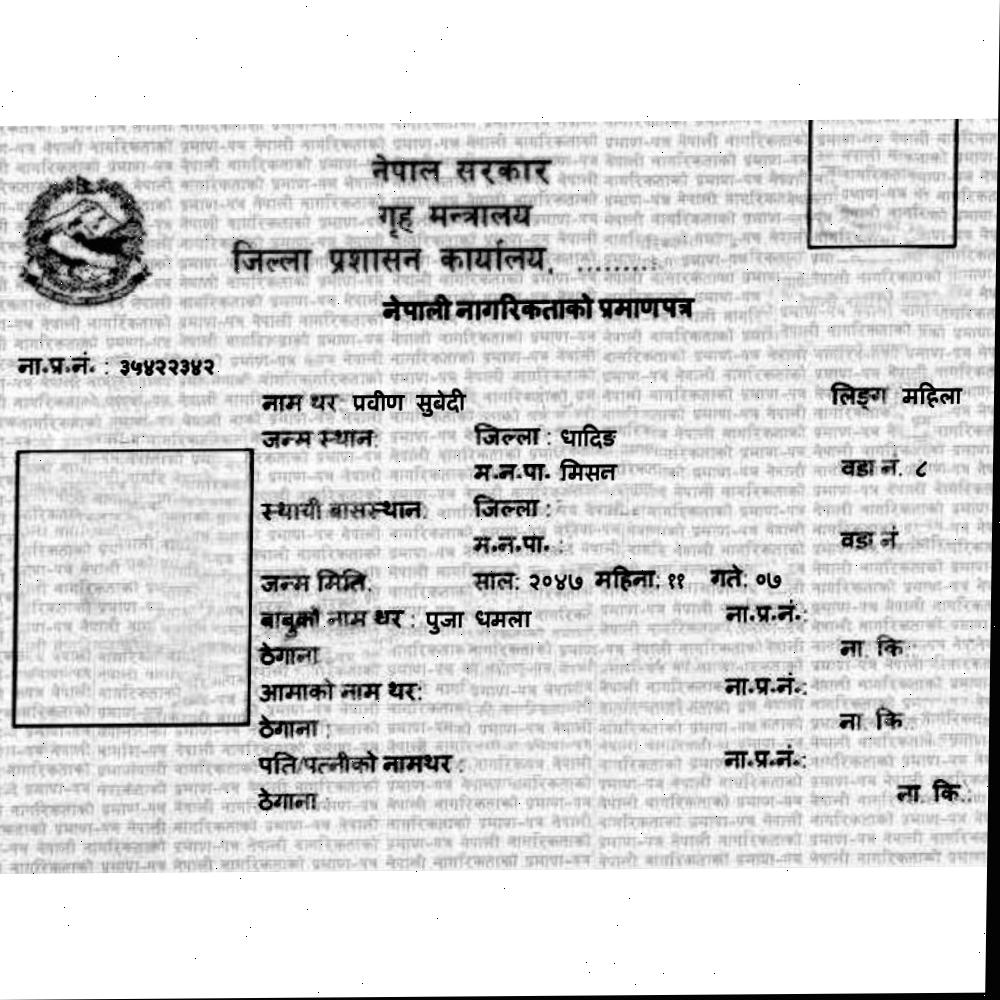 नेपाल सरकार
गृह मन्त्रालय
जिल्ला प्रशासन कार्यालय, .........
नेपाली नागरिकताको प्रमाणपत्र
ना.प्र.नं. : ३५४२२३४२
नाम थर प्रवीण सुबेदी लिङ्ग महिला
जन्म स्थान: जिल्ला : धादिङ
म.न.पा. मिसन वडा नं. ८
स्थायी बासस्थान: जिल्ला :
म.न.पा. : वडा नं
जन्म मिति. साल: २०४७ महिना: ११ गते: ०७
बाबुको नाम थर : पुजा धमला ना.प्र.नं.:
ठेगाना ना. कि :
आमाको नाम थर: ना.प्र.नं.:
ठेगाना : ना. कि :
पति/पत्नीको नामथर : ना.प्र.नं.:
ठेगाना : ना. कि.: